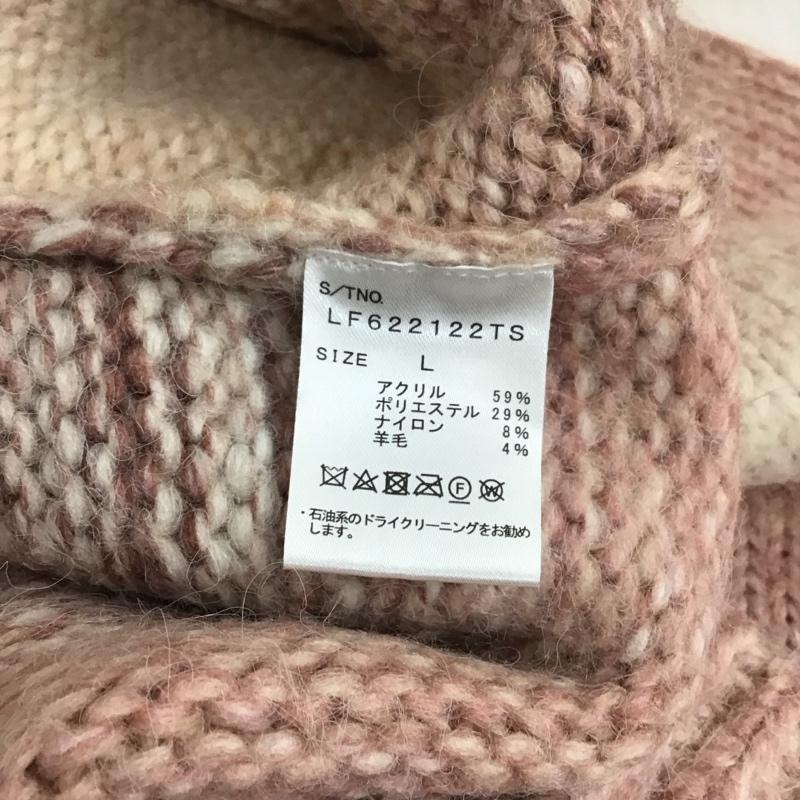 S/TNO.
LF622122TS
SIZE L
アクリル 59%
ポリエステル 29%
ナイロン 8%
羊毛 4%
F W
・石油系のドライクリーニングをお勧め
します。